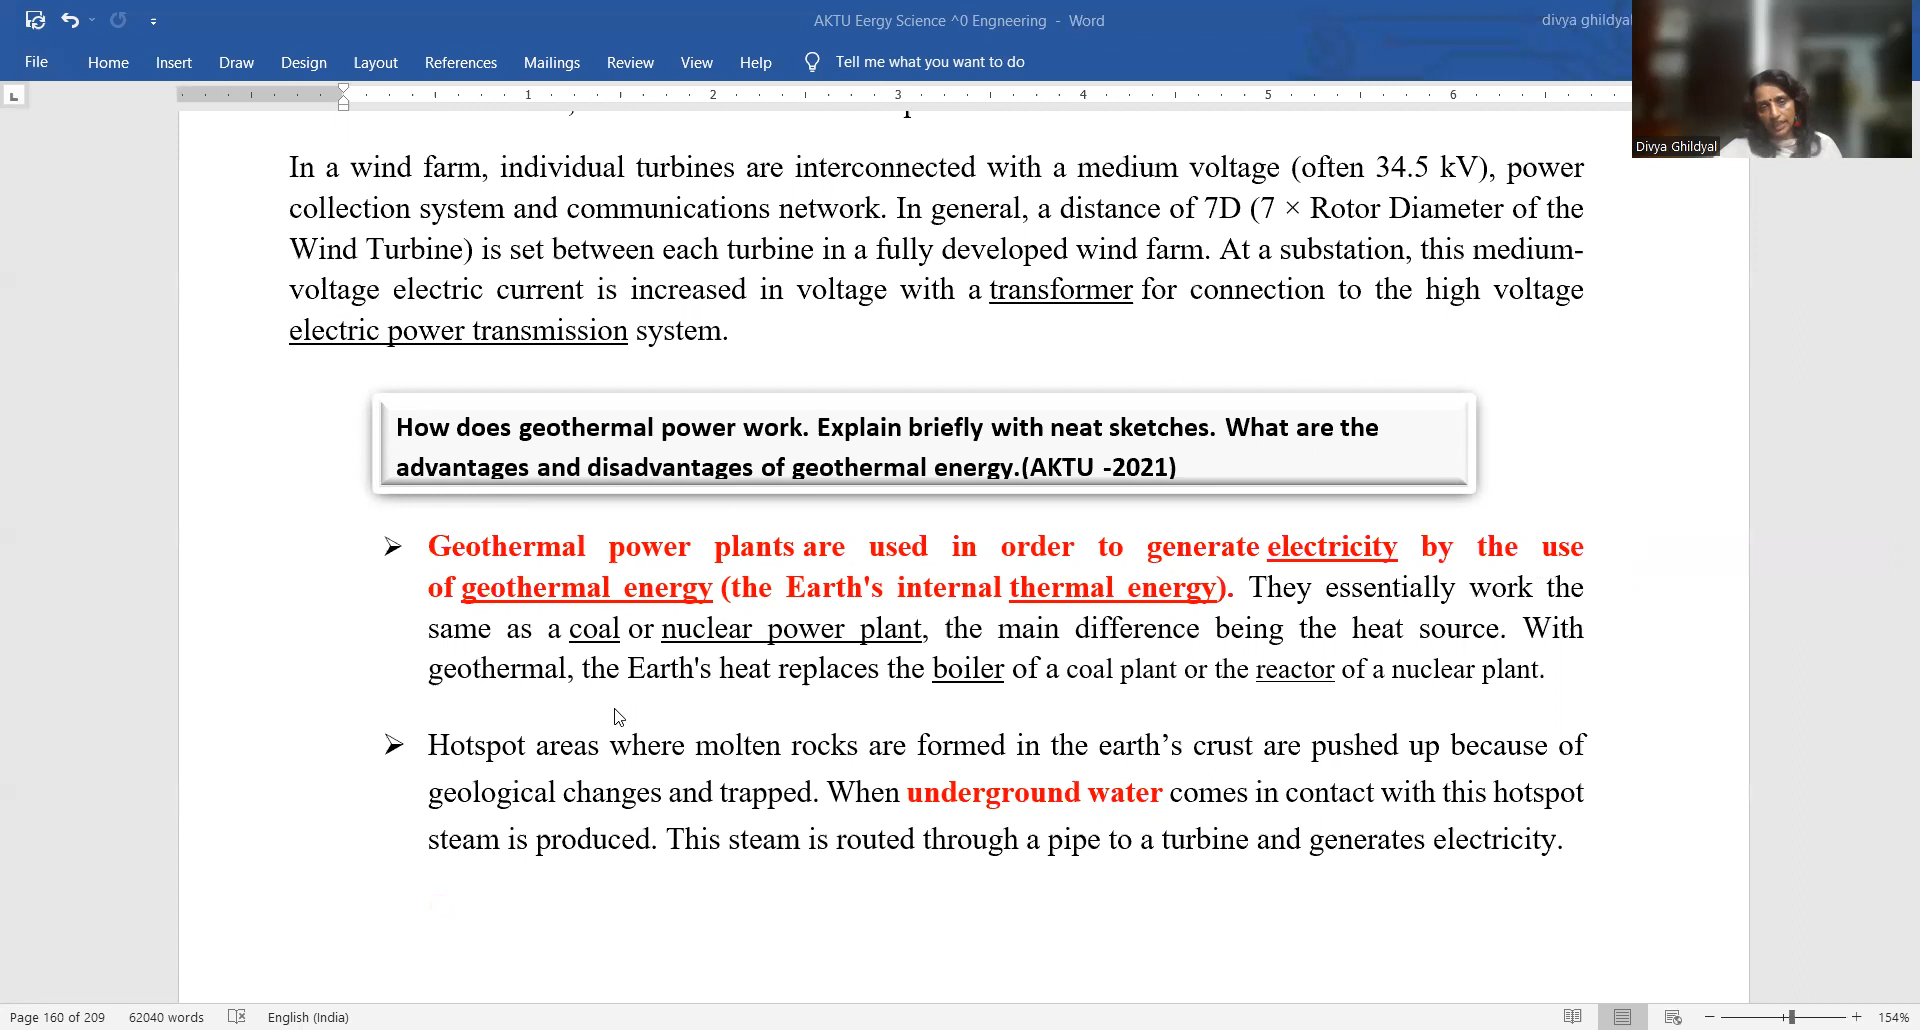 AKTU Eergy Science ^0 Engneering - Word
divya ghildyal
File Home Insert Draw Design Layout References Mailings Review View Help Tell me what you want to do
Divya Ghildyal
1 2 3 4 5 6
In a wind farm, individual turbines are interconnected with a medium voltage (often 34.5 kV), power
collection system and communications network. In general, a distance of 7D (7 × Rotor Diameter of the
Wind Turbine) is set between each turbine in a fully developed wind farm. At a substation, this medium-
voltage electric current is increased in voltage with a transformer for connection to the high voltage
electric power transmission system.
How does geothermal power work. Explain briefly with neat sketches. What are the
advantages and disadvantages of geothermal energy.(AKTU -2021)
➢ Geothermal power plants are used in order to generate electricity by the use
of geothermal energy (the Earth's internal thermal energy). They essentially work the
same as a coal or nuclear power plant, the main difference being the heat source. With
geothermal, the Earth's heat replaces the boiler of a coal plant or the reactor of a nuclear plant.
➢ Hotspot areas where molten rocks are formed in the earth’s crust are pushed up because of
geological changes and trapped. When underground water comes in contact with this hotspot
steam is produced. This steam is routed through a pipe to a turbine and generates electricity.
Page 160 of 209 62040 words English (India) 154%